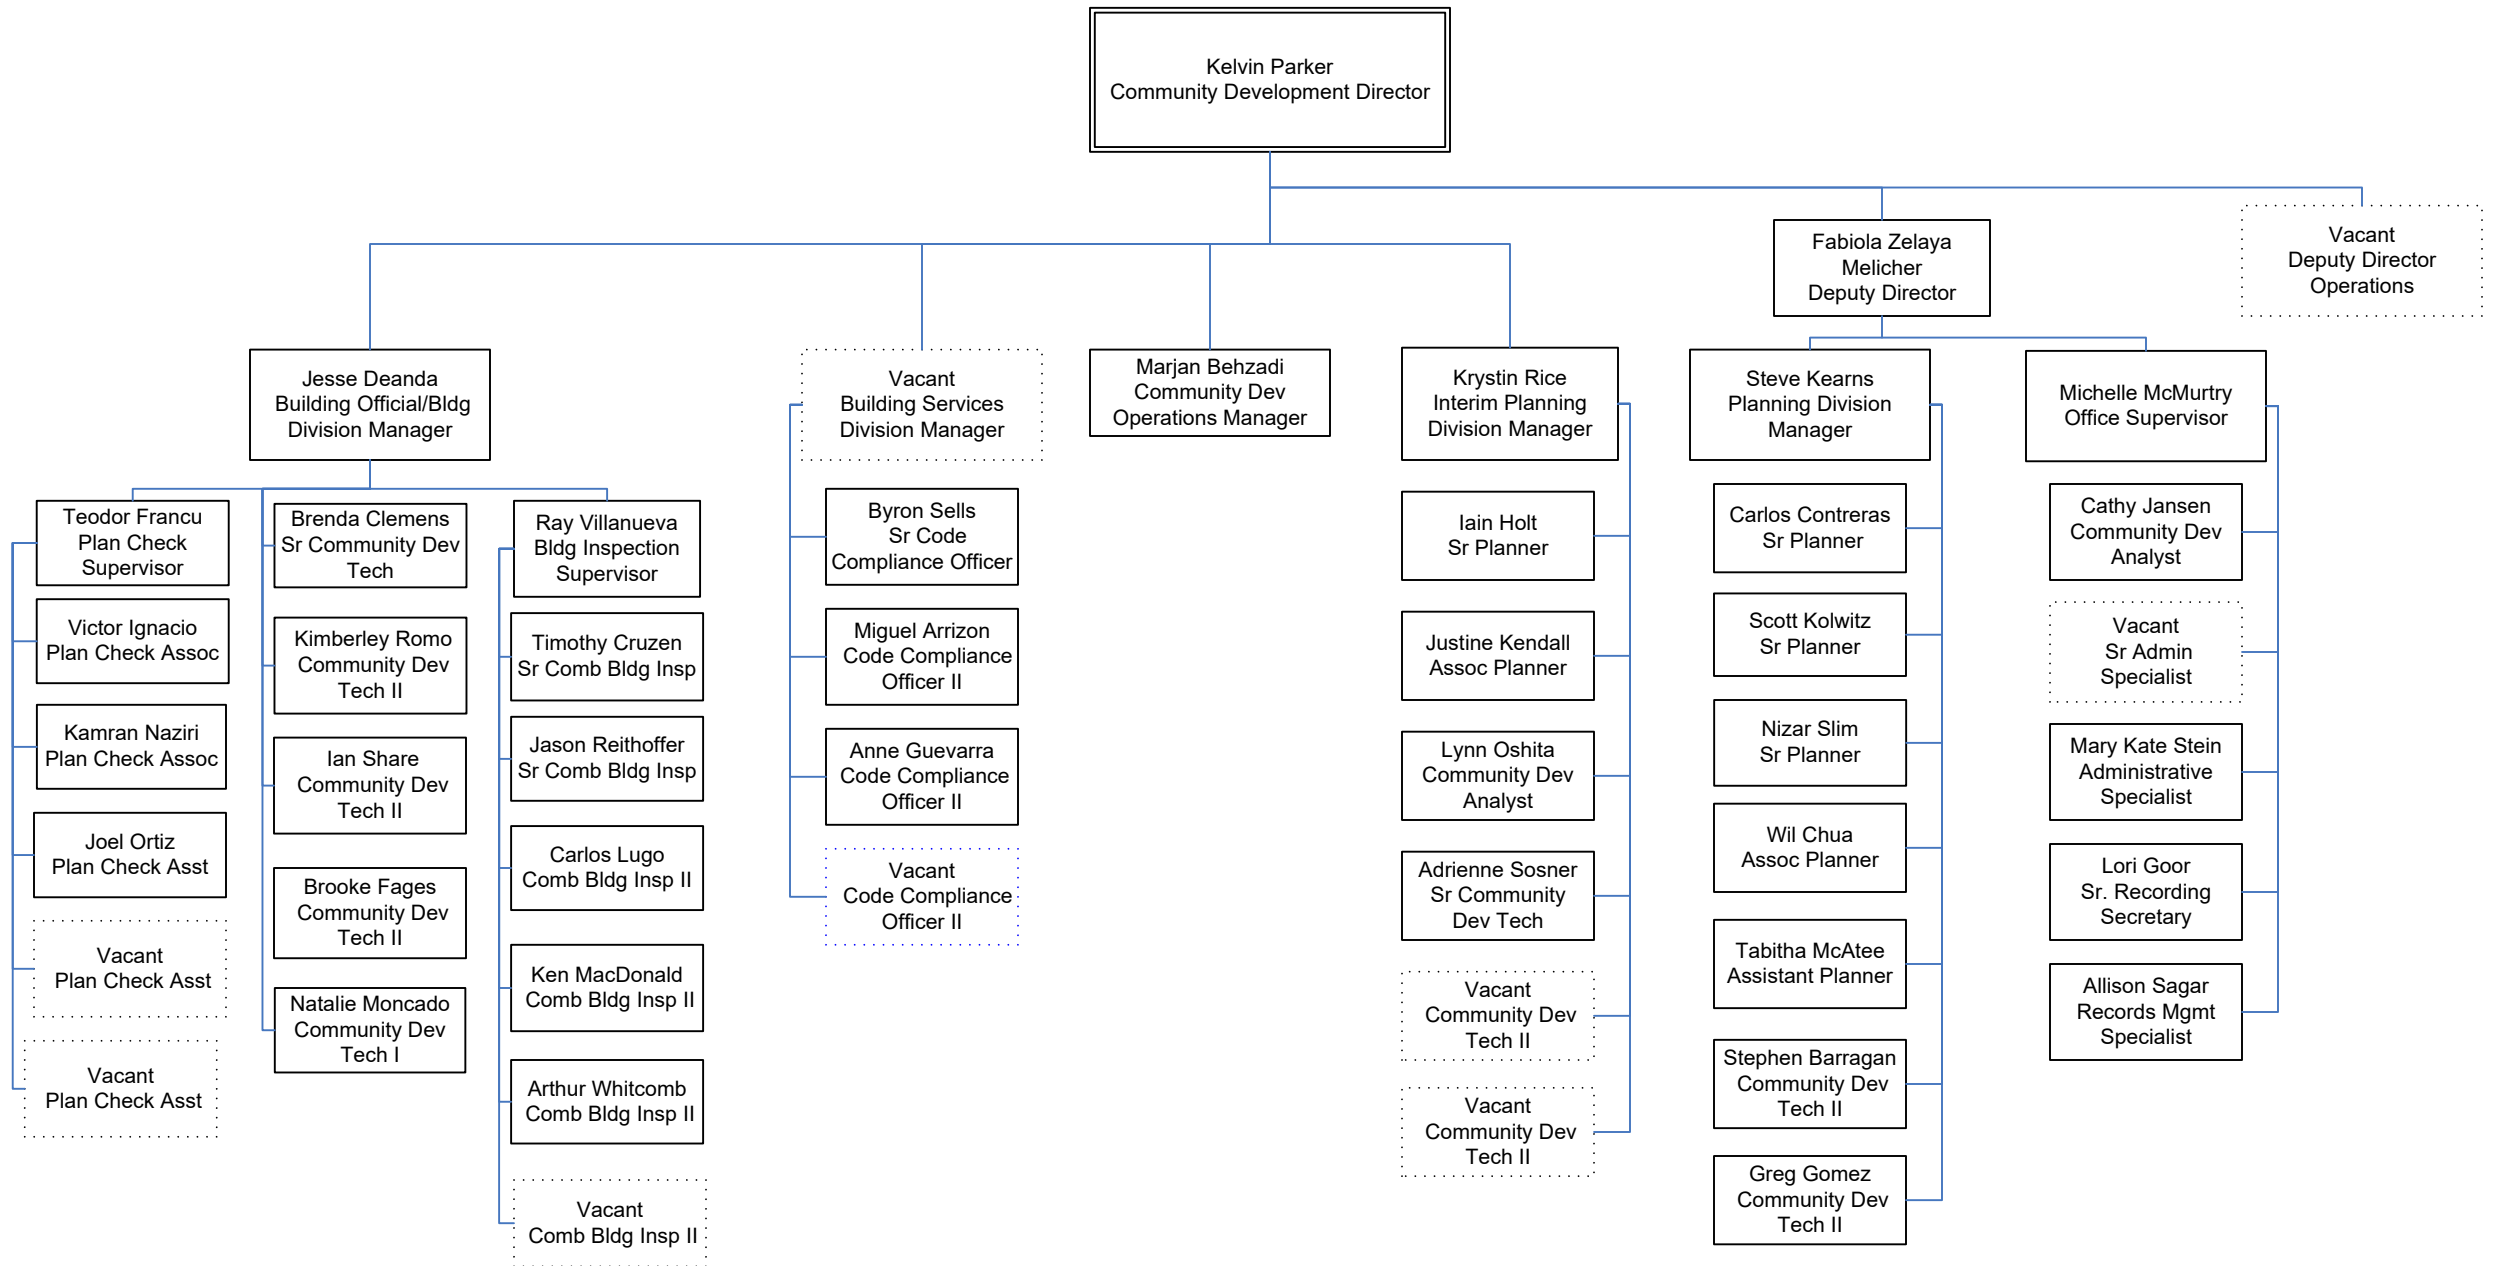 Kelvin Parker
Community Development Director
Fabiola Zelaya
Melicher
Deputy Director
Vacant
Deputy Director
Operations
Jesse Deanda
Building Official/Bldg
Division Manager
Vacant
Building Services
Division Manager
Marjan Behzadi
Community Dev
Operations Manager
Krystin Rice
Interim Planning
Division Manager
Steve Kearns
Planning Division
Manager
Michelle McMurtry
Office Supervisor
Teodor Francu
Plan Check
Supervisor
Victor Ignacio
Plan Check Assoc
Kamran Naziri
Plan Check Assoc
Joel Ortiz
Plan Check Asst
Vacant
Plan Check Asst
Vacant
Plan Check Asst
Brenda Clemens
Sr Community Dev
Tech
Kimberley Romo
Community Dev
Tech II
Ian Share
Community Dev
Tech II
Brooke Fages
Community Dev
Tech II
Natalie Moncado
Community Dev
Tech I
Ray Villanueva
Bldg Inspection
Supervisor
Timothy Cruzen
Sr Comb Bldg Insp
Jason Reithoffer
Sr Comb Bldg Insp
Carlos Lugo
Comb Bldg Insp II
Ken MacDonald
Comb Bldg Insp II
Arthur Whitcomb
Comb Bldg Insp II
Vacant
Comb Bldg Insp II
Byron Sells
Sr Code
Compliance Officer
Miguel Arrizon
Code Compliance
Officer II
Anne Guevarra
Code Compliance
Officer II
Vacant
Code Compliance
Officer II
Iain Holt
Sr Planner
Justine Kendall
Assoc Planner
Lynn Oshita
Community Dev
Analyst
Adrienne Sosner
Sr Community
Dev Tech
Vacant
Community Dev
Tech II
Vacant
Community Dev
Tech II
Carlos Contreras
Sr Planner
Scott Kolwitz
Sr Planner
Nizar Slim
Sr Planner
Wil Chua
Assoc Planner
Tabitha McAtee
Assistant Planner
Stephen Barragan
Community Dev
Tech II
Greg Gomez
Community Dev
Tech II
Cathy Jansen
Community Dev
Analyst
Vacant
Sr Admin
Specialist
Mary Kate Stein
Administrative
Specialist
Lori Goor
Sr. Recording
Secretary
Allison Sagar
Records Mgmt
Specialist